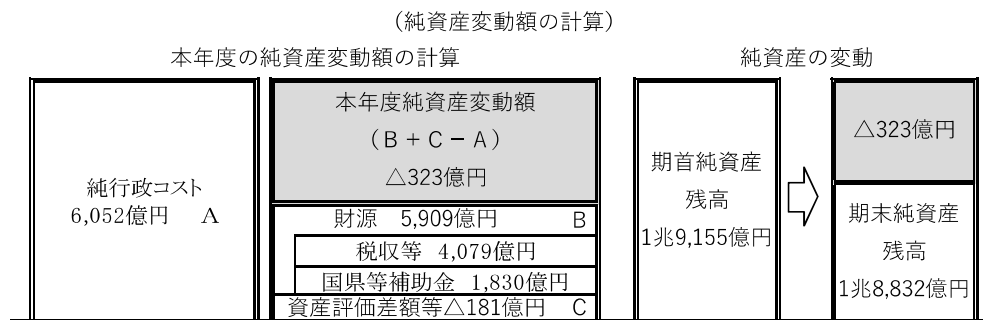 （純資産変動額の計算）
本年度の純資産変動額の計算
純行政コスト
6,052億円 A
本年度純資産変動額
（B＋C－A）
△323億円
財源 5,909億円 B
税収等 4,079億円
国県等補助金 1,830億円
資産評価差額等△181億円 C
純資産の変動
期首純資産
残高
1兆9,155億円
△323億円
期末純資産
残高
1兆8,832億円